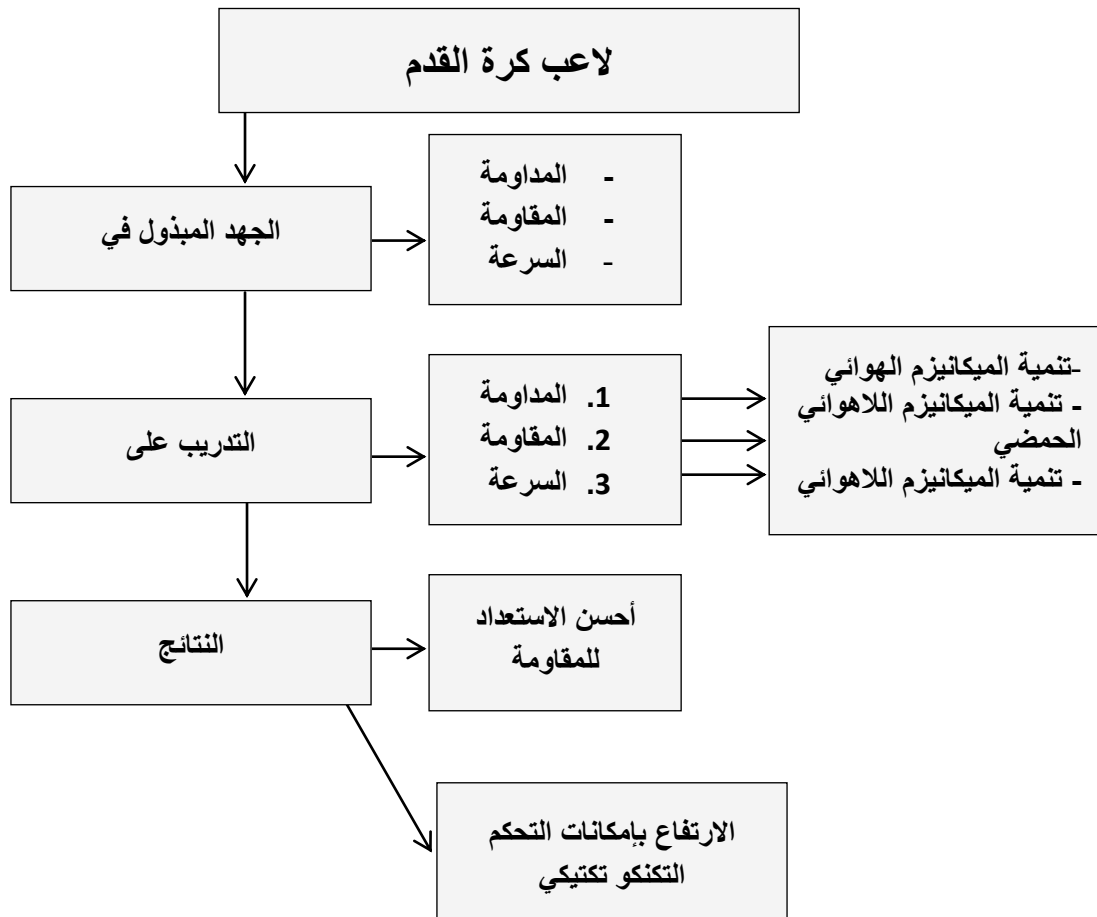 لاعب كرة القدم
الجهد المبذول في
- المداومة
- المقاومة
- السرعة
التدريب على
1. المداومة
2. المقاومة
3. السرعة
-تنمية الميكانيزم الهوائي
- تنمية الميكانيزم اللاهوائي
الحمضي
- تنمية الميكانيزم اللاهوائي
النتائج
أحسن الاستعداد
للمقاومة
الارتفاع بإمكانات التحكم
التكنكو تكتيكي